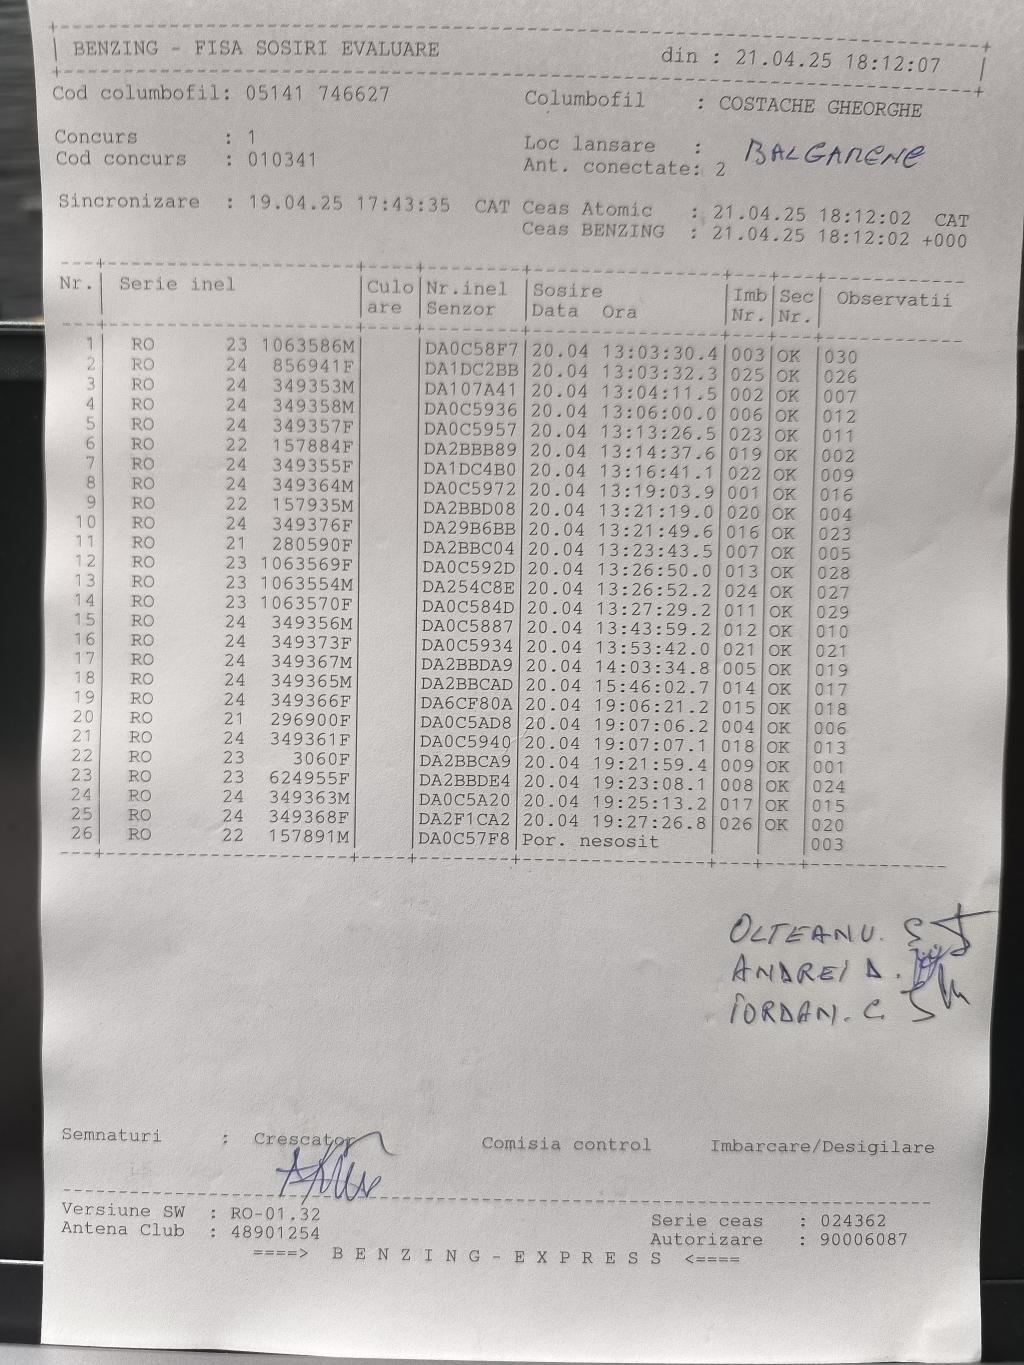 BENZING - FISA SOSIRI EVALUARE din : 21.04.25 18:12:07
Cod columbofil: 05141 746627 Columbofil : COSTACHE GHEORGHE
Concurs : 1 Loc lansare : BALGARENE
Cod concurs : 010341 Ant. conectate: 2
Sincronizare : 19.04.25 17:43:35 CAT Ceas Atomic : 21.04.25 18:12:02 CAT
Ceas BENZING : 21.04.25 18:12:02 +000
Nr. Serie inel Culo Nr.inel Sosire Imb Sec Observatii
are Senzor Data Ora Nr. Nr.
1 RO 23 1063586M DA0C58F7 20.04 13:03:30.4 003 OK 030
2 RO 24 856941F DA1DC2BB 20.04 13:03:32.3 025 OK 026
3 RO 24 349353M DA107A41 20.04 13:04:11.5 002 OK 007
4 RO 24 349358M DA0C5936 20.04 13:06:00.0 006 OK 012
5 RO 24 349357F DA0C5957 20.04 13:13:26.5 023 OK 011
6 RO 22 157884F DA2BBB89 20.04 13:14:37.6 019 OK 002
7 RO 24 349355F DA1DC4B0 20.04 13:16:41.1 022 OK 009
8 RO 24 349364M DA0C5972 20.04 13:19:03.9 001 OK 016
9 RO 22 157935M DA2BBD08 20.04 13:21:19.0 020 OK 004
10 RO 24 349376F DA29B6BB 20.04 13:21:49.6 016 OK 023
11 RO 21 280590F DA2BBC04 20.04 13:23:43.5 007 OK 005
12 RO 23 1063569F DA0C592D 20.04 13:26:50.0 013 OK 028
13 RO 23 1063554M DA254C8E 20.04 13:26:52.2 024 OK 027
14 RO 23 1063570F DA0C584D 20.04 13:27:29.2 011 OK 029
15 RO 24 349356M DA0C5887 20.04 13:43:59.2 012 OK 010
16 RO 24 349373F DA0C5934 20.04 13:53:42.0 021 OK 021
17 RO 24 349367M DA2BBDA9 20.04 14:03:34.8 005 OK 019
18 RO 24 349365M DA2BBCAD 20.04 15:46:02.7 014 OK 017
19 RO 24 349366F DA6CF80A 20.04 19:06:21.2 015 OK 018
20 RO 21 296900F DA0C5AD8 20.04 19:07:06.2 004 OK 006
21 RO 24 349361F DA0C5940 20.04 19:07:07.1 018 OK 013
22 RO 23 3060F DA2BBCA9 20.04 19:21:59.4 009 OK 001
23 RO 23 624955F DA2BBDE4 20.04 19:23:08.1 008 OK 024
24 RO 24 349363M DA0C5A20 20.04 19:25:13.2 017 OK 015
25 RO 24 349368F DA2F1CA2 20.04 19:27:26.8 026 OK 020
26 RO 22 157891M DA0C57F8 Por. nesosit 003
OLTEANU. S
ANDREI D.
IORDAN. C.
Semnaturi : Crescator Comisia control Imbarcare/Desigilare
Versiune SW : RO-01.32 Serie ceas : 024362
Antena Club : 48901254 Autorizare : 90006087
====> B E N Z I N G - E X P R E S S <====